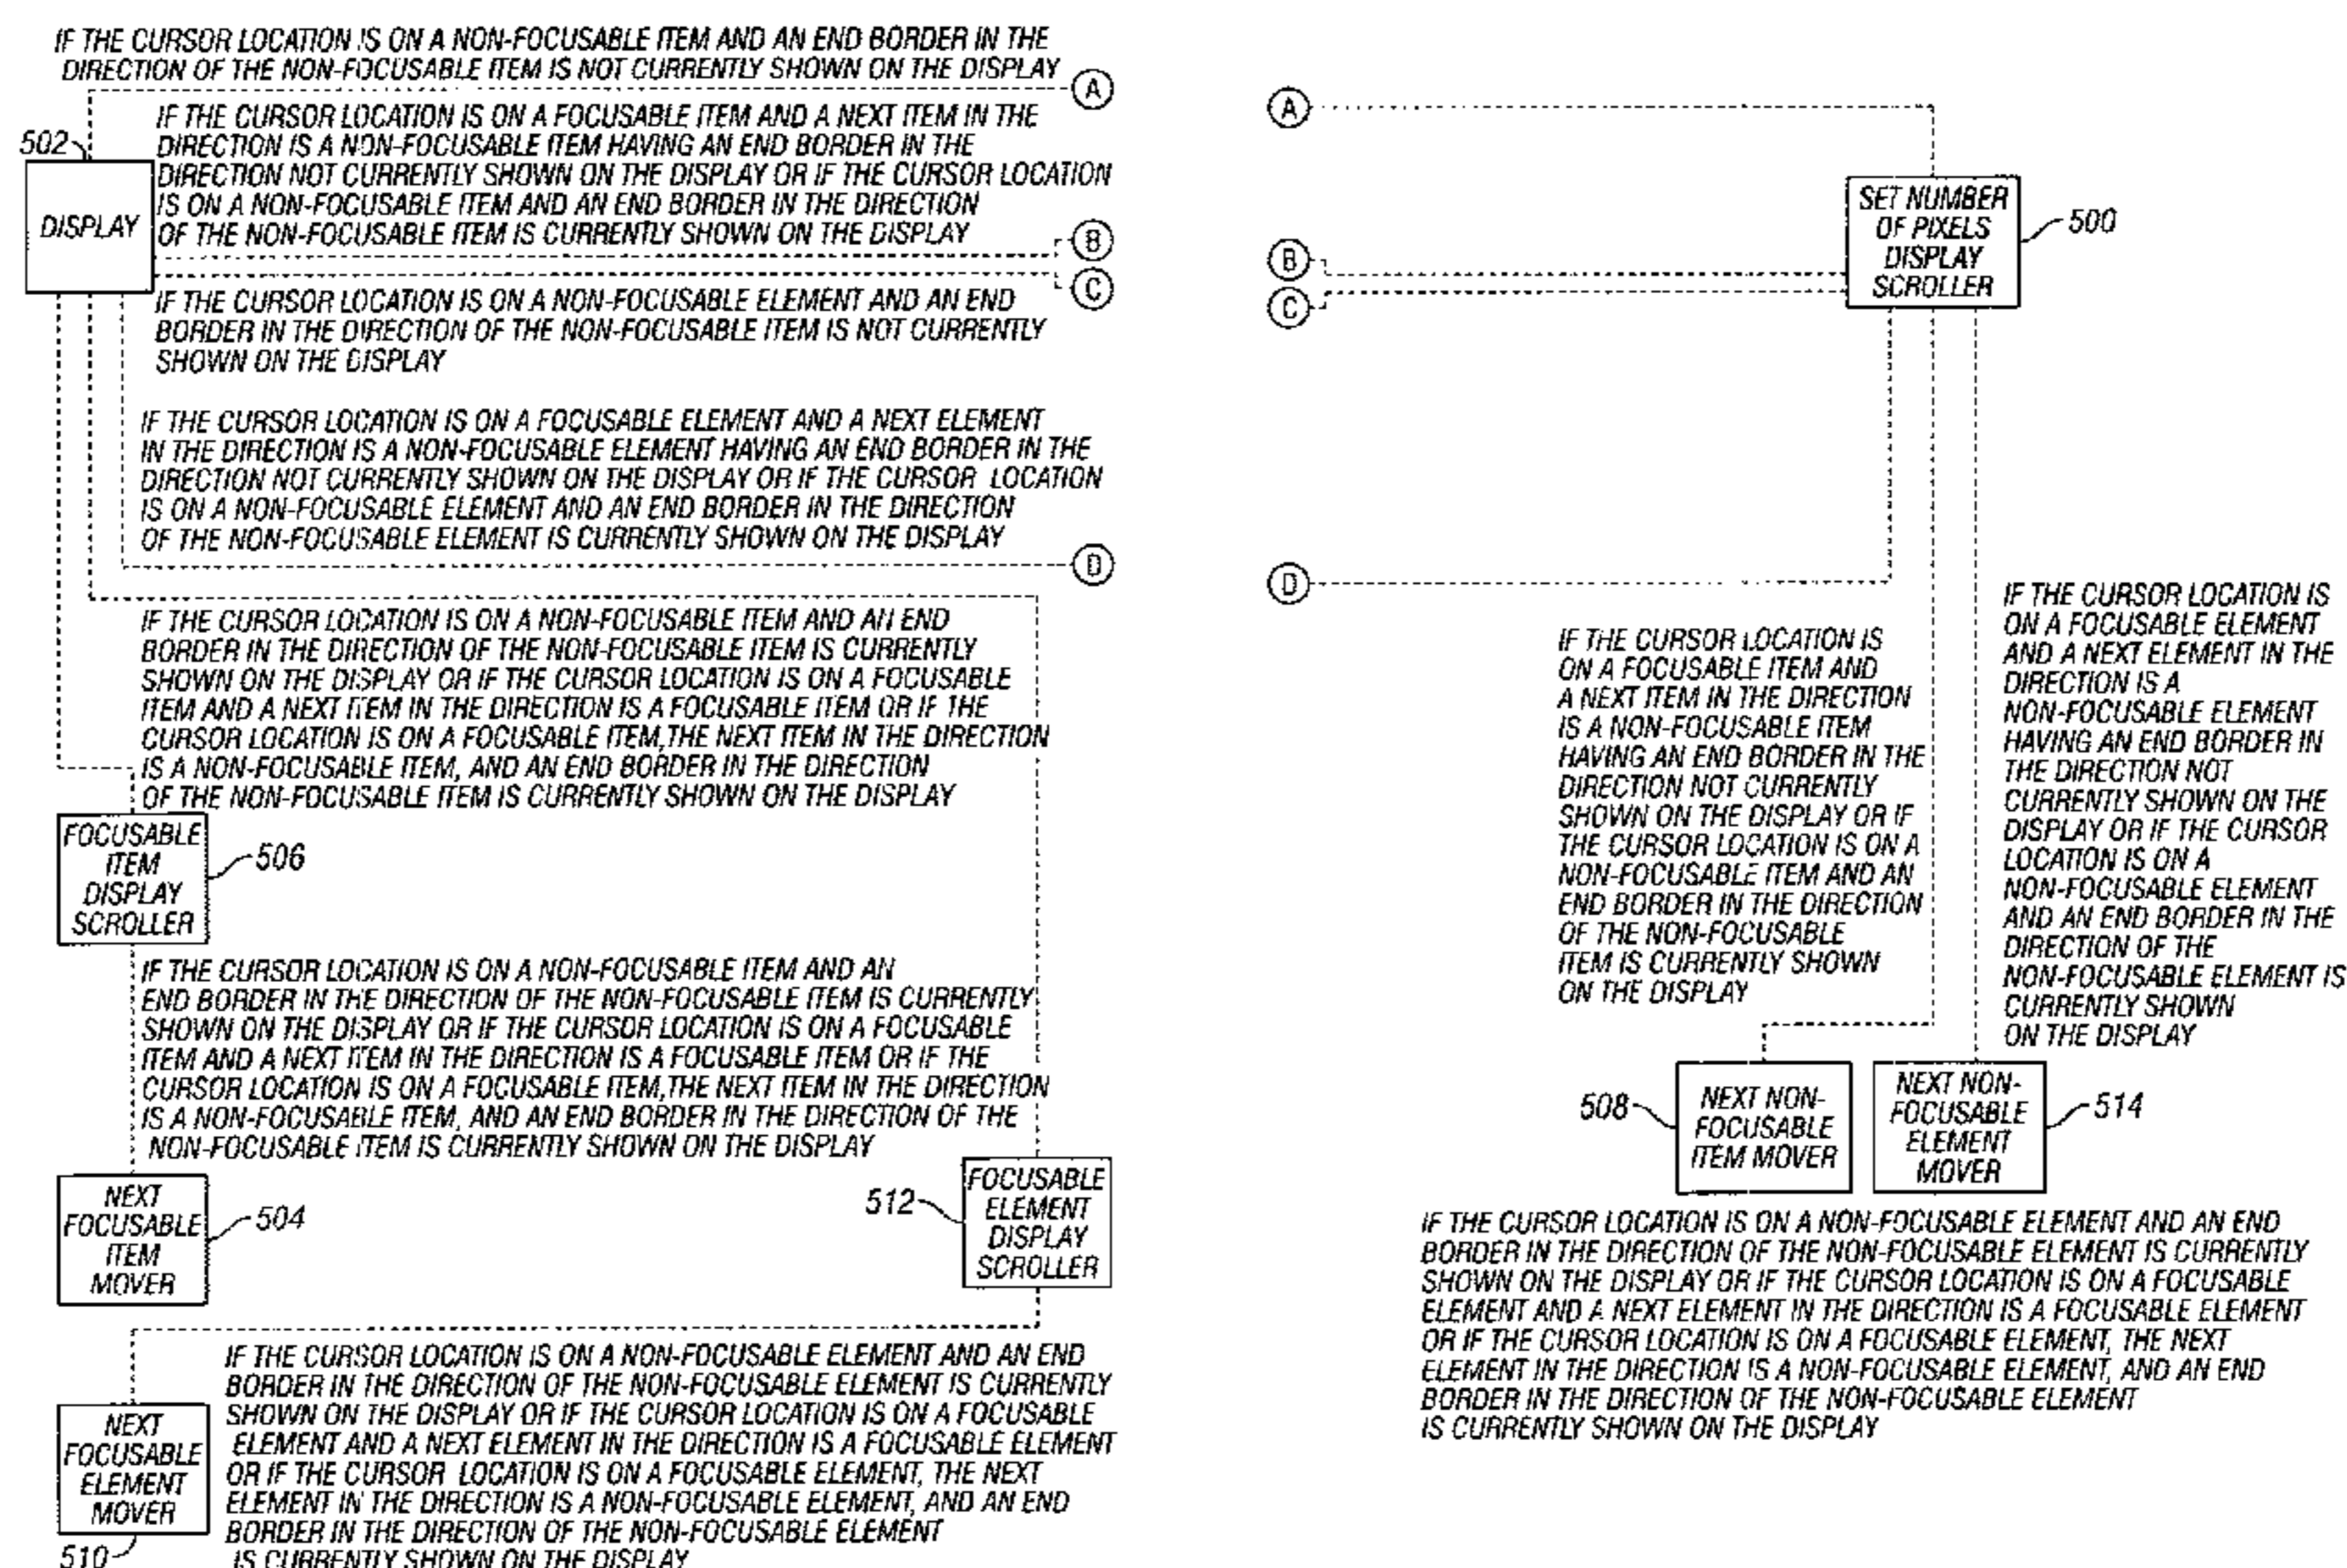 IF THE CURSOR LOCATION IS ON A NON-FOCUSABLE ITEM AND AN END BORDER IN THE
DIRECTION OF THE NON-FOCUSABLE ITEM IS NOT CURRENTLY SHOWN ON THE DISPLAY
A
IF THE CURSOR LOCATION IS ON A FOCUSABLE ITEM AND A NEXT ITEM IN THE
DIRECTION IS A NON-FOCUSABLE ITEM HAVING AN END BORDER IN THE
DIRECTION NOT CURRENTLY SHOWN ON THE DISPLAY OR IF THE CURSOR LOCATION
IS ON A NON-FOCUSABLE ITEM AND AN END BORDER IN THE DIRECTION
OF THE NON-FOCUSABLE ITEM IS CURRENTLY SHOWN ON THE DISPLAY
502
DISPLAY
B
C
IF THE CURSOR LOCATION IS ON A NON-FOCUSABLE ELEMENT AND AN END
BORDER IN THE DIRECTION OF THE NON-FOCUSABLE ITEM IS NOT CURRENTLY
SHOWN ON THE DISPLAY
IF THE CURSOR LOCATION IS ON A FOCUSABLE ELEMENT AND A NEXT ELEMENT
IN THE DIRECTION IS A NON-FOCUSABLE ELEMENT HAVING AN END BORDER IN THE
DIRECTION NOT CURRENTLY SHOWN ON THE DISPLAY OR IF THE CURSOR LOCATION
IS ON A NON-FOCUSABLE ELEMENT AND AN END BORDER IN THE DIRECTION
OF THE NON-FOCUSABLE ELEMENT IS CURRENTLY SHOWN ON THE DISPLAY
D
IF THE CURSOR LOCATION IS ON A NON-FOCUSABLE ITEM AND AN END
BORDER IN THE DIRECTION OF THE NON-FOCUSABLE ITEM IS CURRENTLY
SHOWN ON THE DISPLAY OR IF THE CURSOR LOCATION IS ON A FOCUSABLE
ITEM AND A NEXT ITEM IN THE DIRECTION IS A FOCUSABLE ITEM OR IF THE
CURSOR LOCATION IS ON A FOCUSABLE ITEM, THE NEXT ITEM IN THE DIRECTION
IS A NON-FOCUSABLE ITEM, AND AN END BORDER IN THE DIRECTION
OF THE NON-FOCUSABLE ITEM IS CURRENTLY SHOWN ON THE DISPLAY
FOCUSABLE
ITEM
DISPLAY
SCROLLER
506
IF THE CURSOR LOCATION IS ON A NON-FOCUSABLE ITEM AND AN
END BORDER IN THE DIRECTION OF THE NON-FOCUSABLE ITEM IS CURRENTLY
SHOWN ON THE DISPLAY OR IF THE CURSOR LOCATION IS ON A FOCUSABLE
ITEM AND A NEXT ITEM IN THE DIRECTION IS A FOCUSABLE ITEM OR IF THE
CURSOR LOCATION IS ON A FOCUSABLE ITEM, THE NEXT ITEM IN THE DIRECTION
IS A NON-FOCUSABLE ITEM, AND AN END BORDER IN THE DIRECTION OF THE
NON-FOCUSABLE ITEM IS CURRENTLY SHOWN ON THE DISPLAY
NEXT
FOCUSABLE
ITEM
MOVER
504
512
FOCUSABLE
ELEMENT
DISPLAY
SCROLLER
IF THE CURSOR LOCATION IS ON A NON-FOCUSABLE ELEMENT AND AN END
BORDER IN THE DIRECTION OF THE NON-FOCUSABLE ELEMENT IS CURRENTLY
SHOWN ON THE DISPLAY OR IF THE CURSOR LOCATION IS ON A FOCUSABLE
ELEMENT AND A NEXT ELEMENT IN THE DIRECTION IS A FOCUSABLE ELEMENT
OR IF THE CURSOR LOCATION IS ON A FOCUSABLE ELEMENT, THE NEXT
ELEMENT IN THE DIRECTION IS A NON-FOCUSABLE ELEMENT, AND AN END
BORDER IN THE DIRECTION OF THE NON-FOCUSABLE ELEMENT
IS CURRENTLY SHOWN ON THE DISPLAY
NEXT
FOCUSABLE
ELEMENT
MOVER
510
A
SET NUMBER
OF PIXELS
DISPLAY
SCROLLER
500
B
C
D
IF THE CURSOR LOCATION IS
ON A FOCUSABLE ITEM AND
A NEXT ITEM IN THE DIRECTION
IS A NON-FOCUSABLE ITEM
HAVING AN END BORDER IN THE
DIRECTION NOT CURRENTLY
SHOWN ON THE DISPLAY OR IF
THE CURSOR LOCATION IS ON A
NON-FOCUSABLE ITEM AND AN
END BORDER IN THE DIRECTION
OF THE NON-FOCUSABLE
ITEM IS CURRENTLY SHOWN
ON THE DISPLAY
IF THE CURSOR LOCATION IS
ON A FOCUSABLE ELEMENT
AND A NEXT ELEMENT IN THE
DIRECTION IS A
NON-FOCUSABLE ELEMENT
HAVING AN END BORDER IN
THE DIRECTION NOT
CURRENTLY SHOWN ON THE
DISPLAY OR IF THE CURSOR
LOCATION IS ON A
NON-FOCUSABLE ELEMENT
AND AN END BORDER IN THE
DIRECTION OF THE
NON-FOCUSABLE ELEMENT IS
CURRENTLY SHOWN
ON THE DISPLAY
508
NEXT NON-
FOCUSABLE
ITEM MOVER
NEXT NON-
FOCUSABLE
ELEMENT
MOVER
514
IF THE CURSOR LOCATION IS ON A NON-FOCUSABLE ELEMENT AND AN END
BORDER IN THE DIRECTION OF THE NON-FOCUSABLE ELEMENT IS CURRENTLY
SHOWN ON THE DISPLAY OR IF THE CURSOR LOCATION IS ON A FOCUSABLE
ELEMENT AND A NEXT ELEMENT IN THE DIRECTION IS A FOCUSABLE ELEMENT
OR IF THE CURSOR LOCATION IS ON A FOCUSABLE ELEMENT, THE NEXT
ELEMENT IN THE DIRECTION IS A NON-FOCUSABLE ELEMENT, AND AN END
BORDER IN THE DIRECTION OF THE NON-FOCUSABLE ELEMENT
IS CURRENTLY SHOWN ON THE DISPLAY